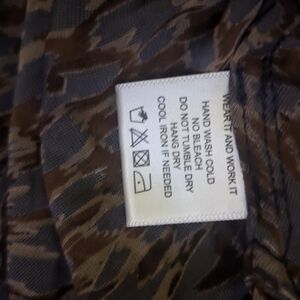 WEAR IT AND WORK IT
HAND WASH COLD
NO BLEACH
DO NOT TUMBLE DRY
HANG DRY
COOL IRON IF NEEDED